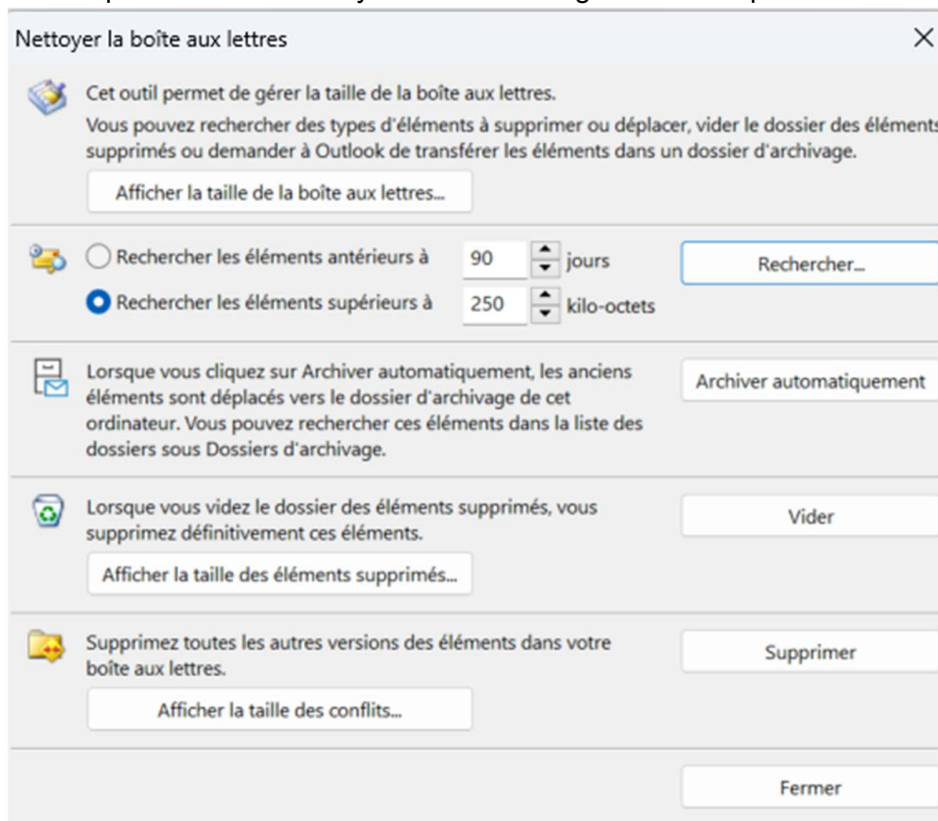 Nettoyer la boîte aux lettres
Cet outil permet de gérer la taille de la boîte aux lettres.
Vous pouvez rechercher des types d'éléments à supprimer ou déplacer, vider le dossier des éléments
supprimés ou demander à Outlook de transférer les éléments dans un dossier d'archivage.
Afficher la taille de la boîte aux lettres...
Rechercher les éléments antérieurs à 90 jours Rechercher...
Rechercher les éléments supérieurs à 250 kilo-octets
Lorsque vous cliquez sur Archiver automatiquement, les anciens
éléments sont déplacés vers le dossier d'archivage de cet
ordinateur. Vous pouvez rechercher ces éléments dans la liste des
dossiers sous Dossiers d'archivage.
Archiver automatiquement
Lorsque vous videz le dossier des éléments supprimés, vous
supprimez définitivement ces éléments.
Vider
Afficher la taille des éléments supprimés...
Supprimez toutes les autres versions des éléments dans votre
boîte aux lettres.
Supprimer
Afficher la taille des conflits...
Fermer